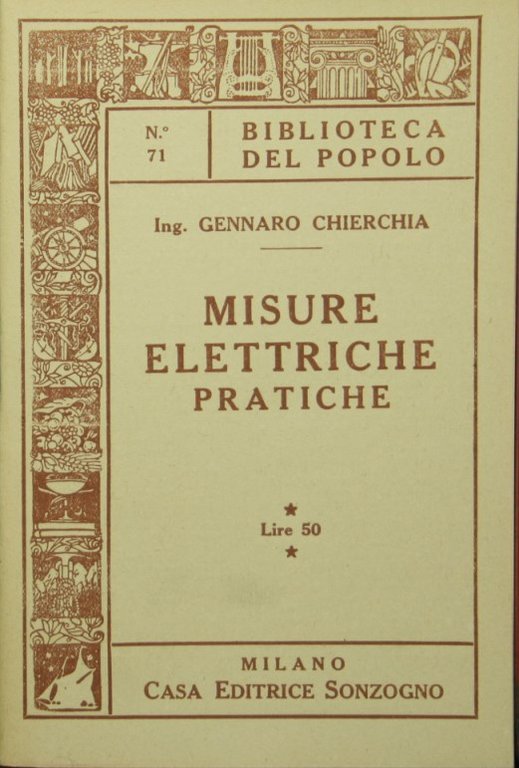 N.° BIBLIOTECA
71 DEL POPOLO
Ing. GENNARO CHIERCHIA
MISURE
ELETTRICHE
PRATICHE
Lire 50
MILANO
CASA EDITRICE SONZOGNO